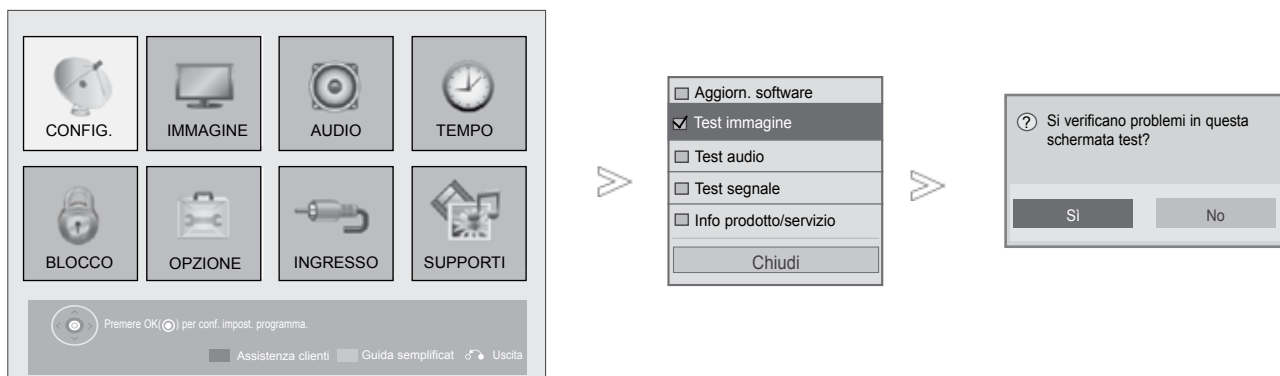 CONFIG.
IMMAGINE
AUDIO
TEMPO
BLOCCO
OPZIONE
INGRESSO
SUPPORTI
Premere OK(◉) per conf. impost. programma.
Assistenza clienti Guida semplificat Uscita
Aggiorn. software
Test immagine
Test audio
Test segnale
Info prodotto/servizio
Chiudi
? Si verificano problemi in questa
schermata test?
Sì No